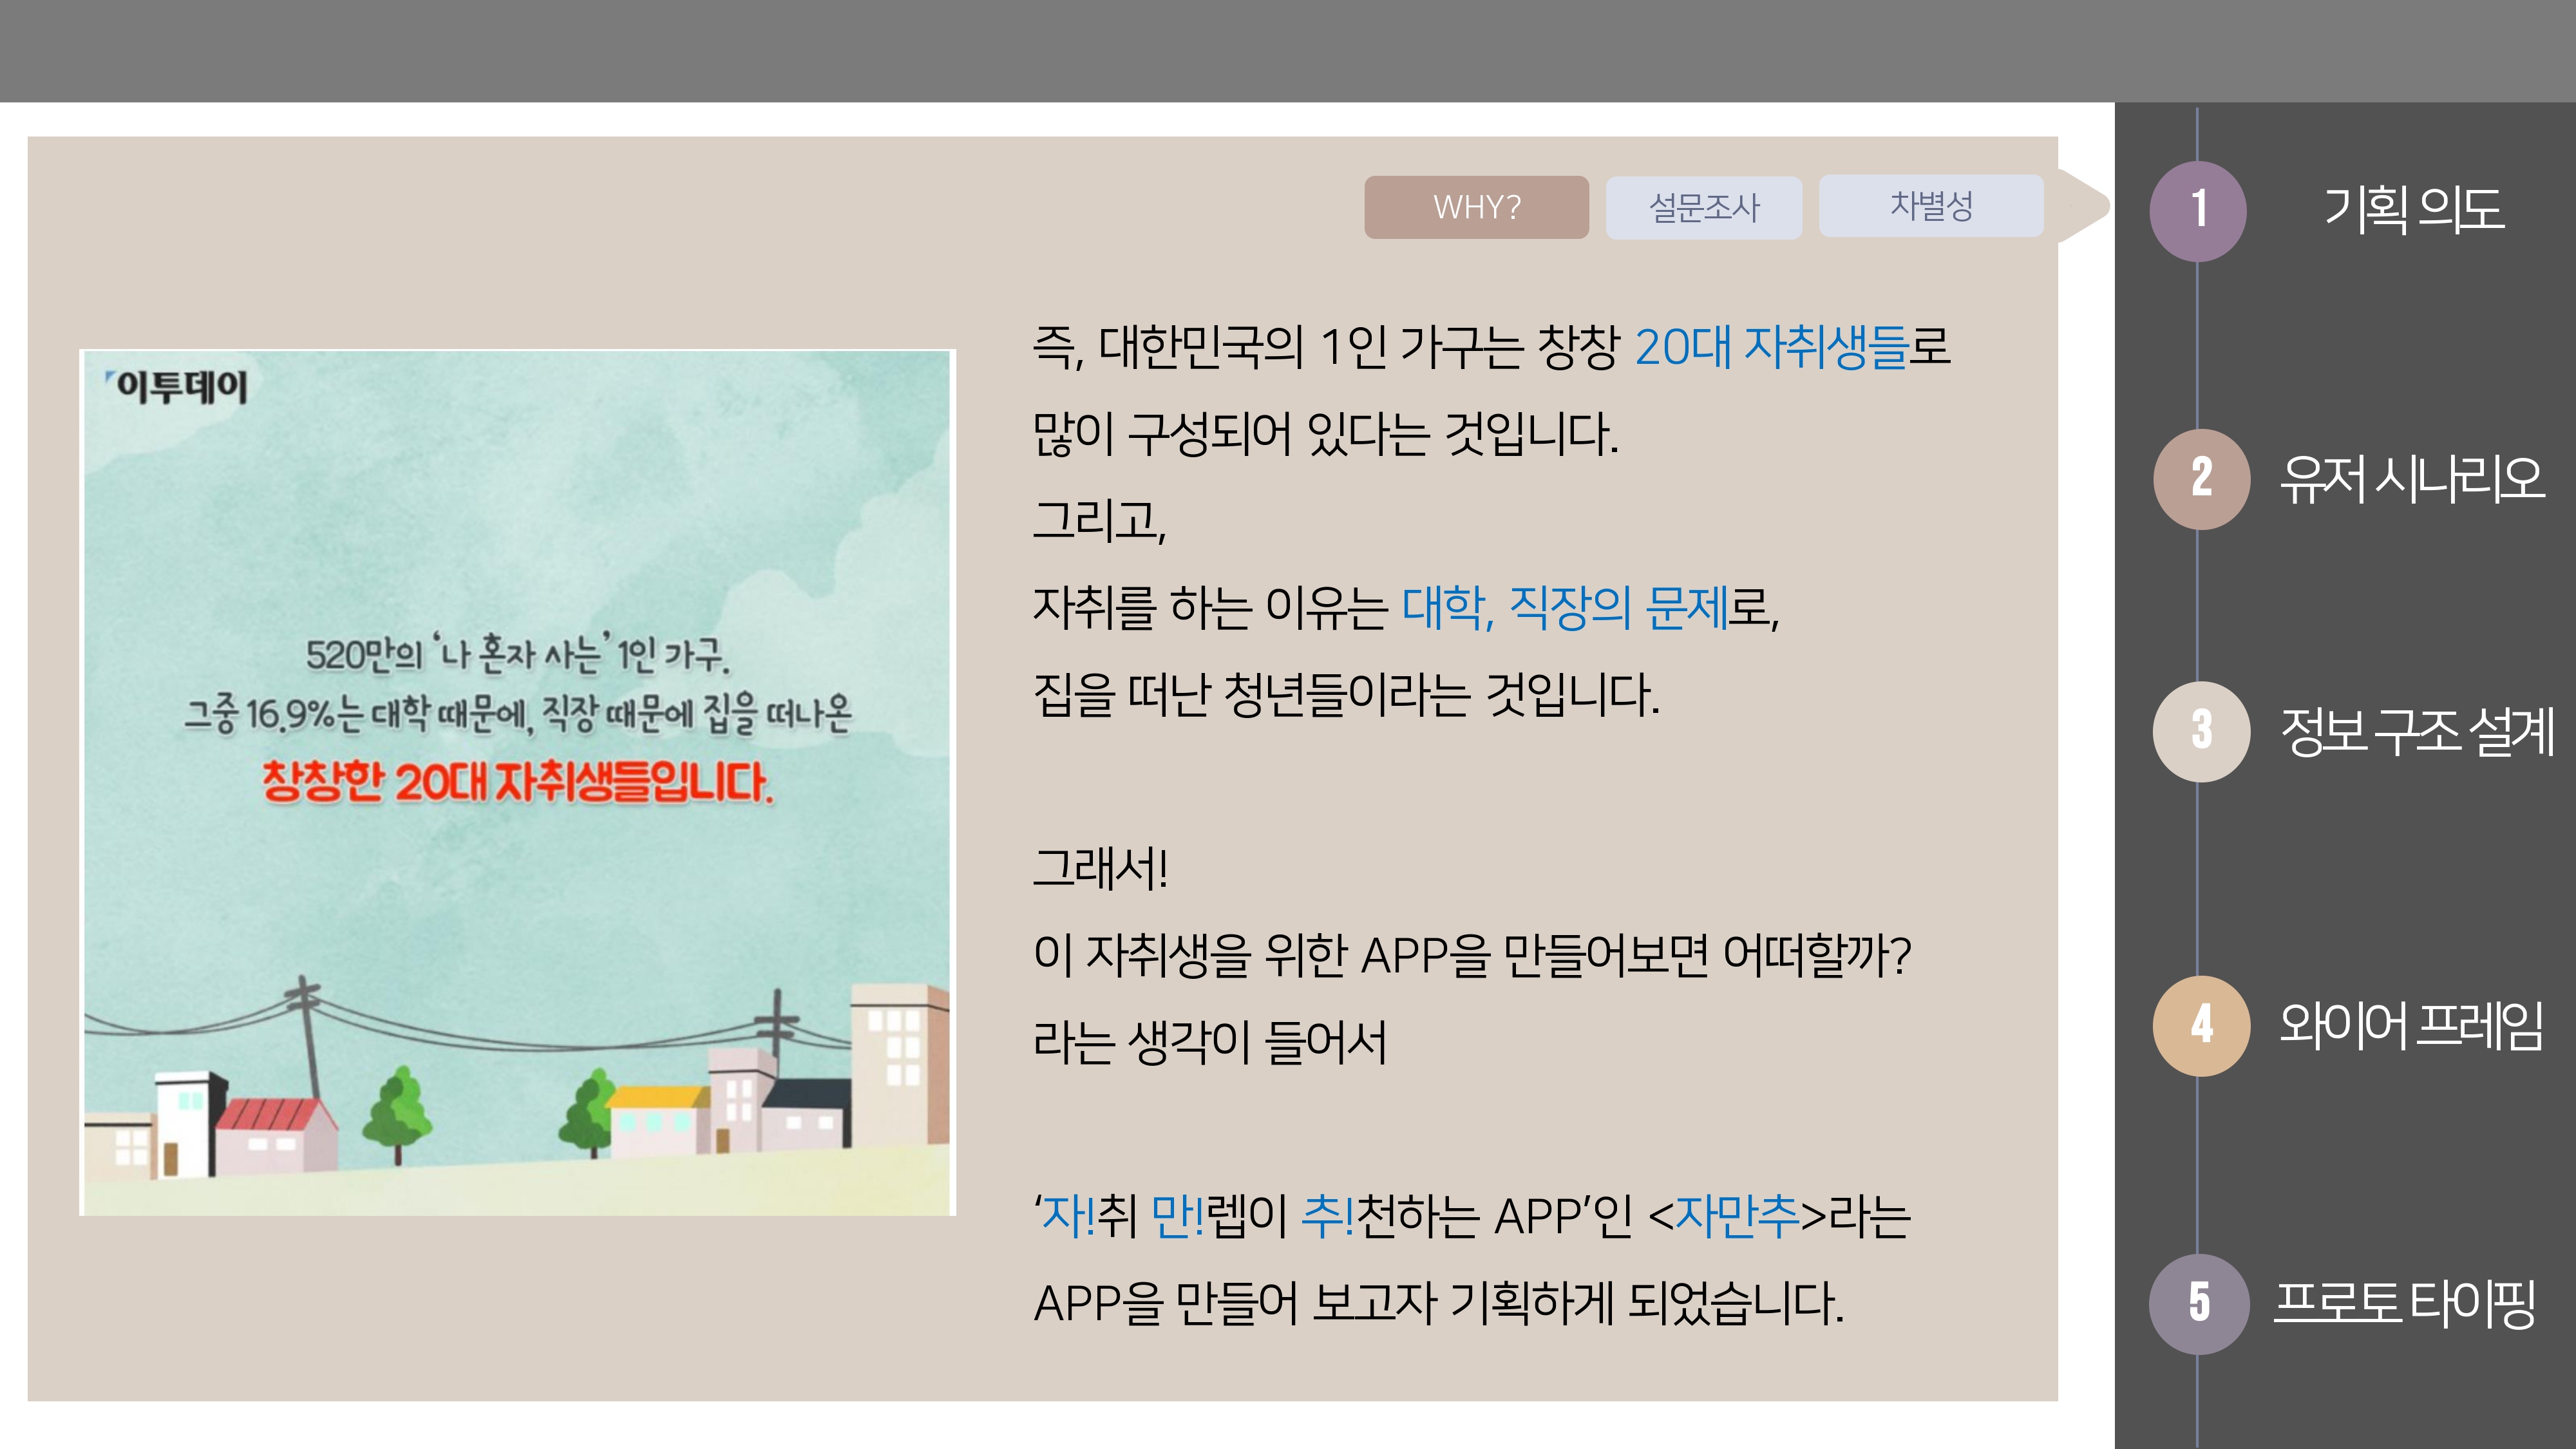 WHY?
설문조사
차별성
이투데이
520만의 '나 혼자 사는' 1인 가구.
그중 16.9%는 대학 때문에, 직장 때문에 집을 떠나온
창창한 20대 자취생들입니다.
즉, 대한민국의 1인 가구는 창창 20대 자취생들로
많이 구성되어 있다는 것입니다.
그리고,
자취를 하는 이유는 대학, 직장의 문제로,
집을 떠난 청년들이라는 것입니다.
그래서!
이 자취생을 위한 APP을 만들어보면 어떠할까?
라는 생각이 들어서
‘자!취 만!렙이 추!천하는 APP’인 <자만추>라는
APP을 만들어 보고자 기획하게 되었습니다.
1 기획 의도
2 유저 시나리오
3 정보 구조 설계
4 와이어 프레임
5 프로토 타이핑